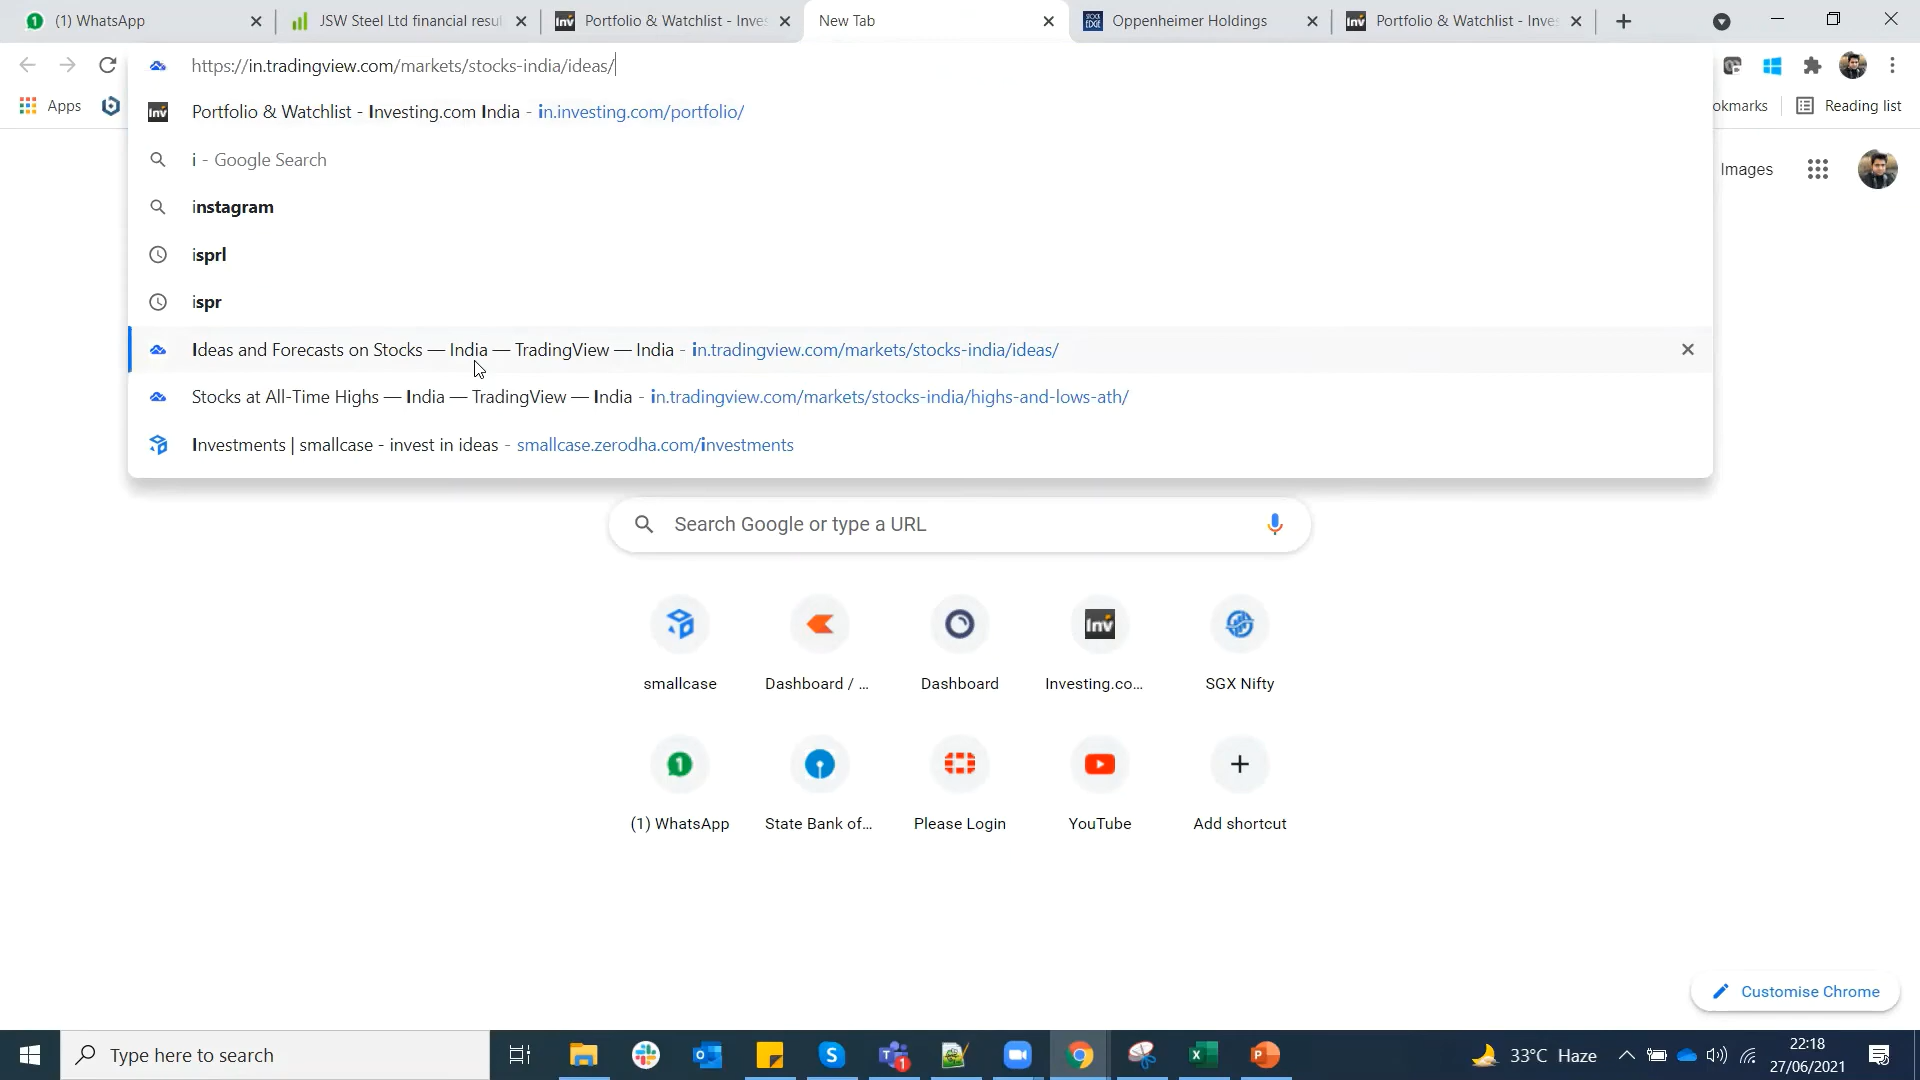 (1) WhatsApp
JSW Steel Ltd financial resul
Portfolio & Watchlist - Inves
New Tab
Oppenheimer Holdings
Portfolio & Watchlist - Inves
https://in.tradingview.com/markets/stocks-india/ideas/
Apps
Portfolio & Watchlist - Investing.com India - in.investing.com/portfolio/
okmarks
Reading list
i - Google Search
Images
instagram
isprl
ispr
Ideas and Forecasts on Stocks — India — TradingView — India - in.tradingview.com/markets/stocks-india/ideas/
Stocks at All-Time Highs — India — TradingView — India - in.tradingview.com/markets/stocks-india/highs-and-lows-ath/
Investments | smallcase - invest in ideas - smallcase.zerodha.com/investments
Search Google or type a URL
Inv
smallcase
Dashboard / ...
Dashboard
Investing.co...
SGX Nifty
(1) WhatsApp
State Bank of...
Please Login
YouTube
Add shortcut
Customise Chrome
Type here to search
33°C Haze
22:18
27/06/2021